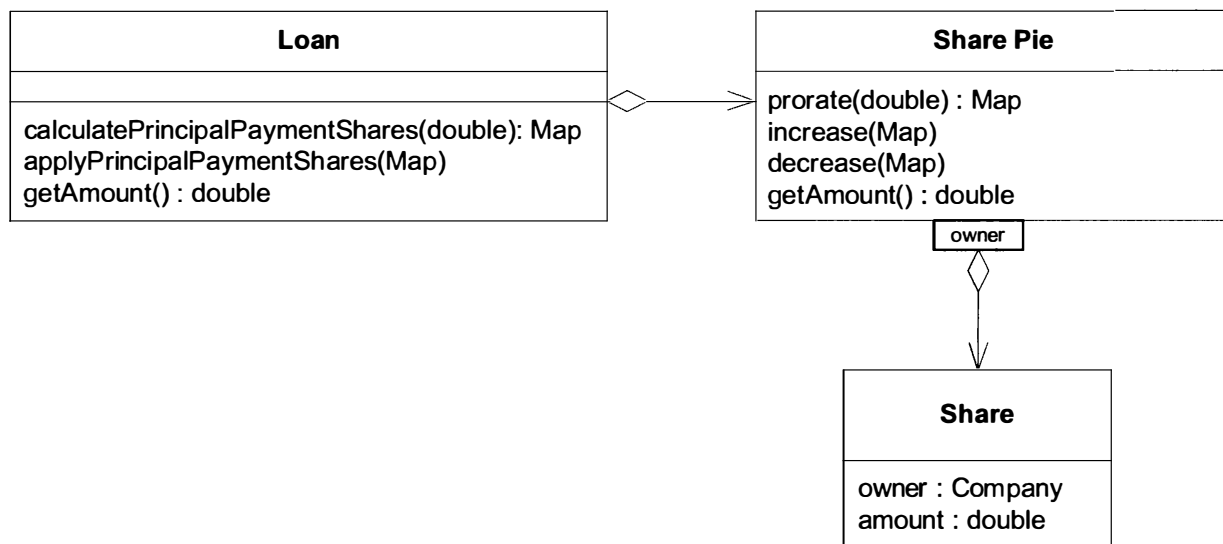 Loan
calculatePrincipalPaymentShares(double): Map
applyPrincipalPaymentShares(Map)
getAmount() : double
Share Pie
prorate(double) : Map
increase(Map)
decrease(Map)
getAmount() : double
owner
Share
owner : Company
amount : double